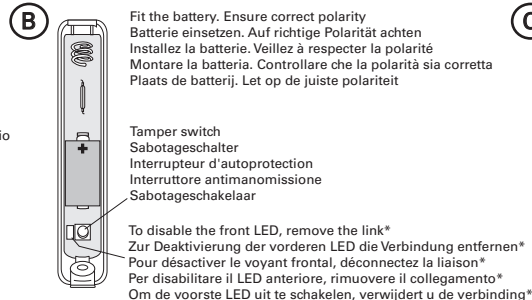 B
Fit the battery. Ensure correct polarity
Batterie einsetzen. Auf richtige Polarität achten
Installez la batterie. Veillez à respecter la polarité
Montare la batteria. Controllare che la polarità sia corretta
Plaats de batterij. Let op de juiste polariteit
C
io
+
Tamper switch
Sabotageschalter
Interrupteur d'autoprotection
Interruttore antimanomissione
Sabotageschakelaar
To disable the front LED, remove the link*
Zur Deaktivierung der vorderen LED die Verbindung entfernen*
Pour désactiver le voyant frontal, déconnectez la liaison*
Per disabilitare il LED anteriore, rimuovere il collegamento*
Om de voorste LED uit te schakelen, verwijdert u de verbinding*